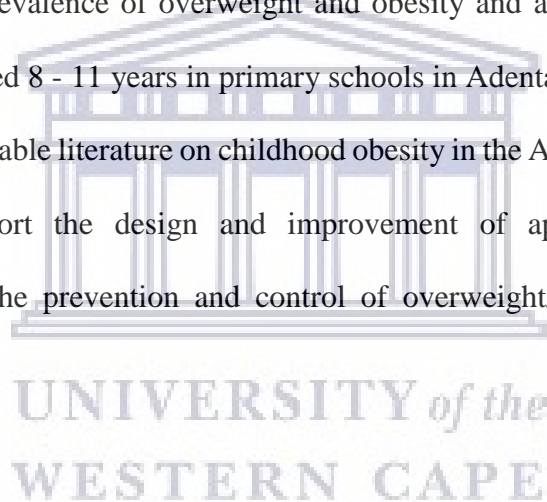 evalence of overweight and obesity and a
ed 8 - 11 years in primary schools in Adenta
able literature on childhood obesity in the A
ort the design and improvement of ap
he prevention and control of overweight
UNIVERSITY of the
WESTERN CAPE